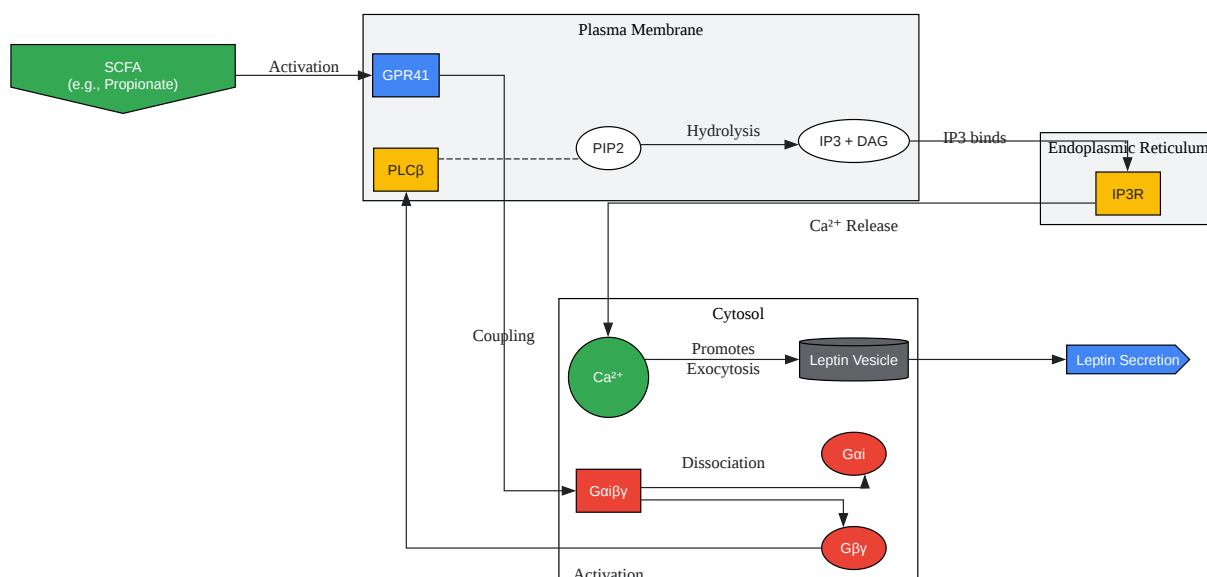 Plasma Membrane
SCFA
(e.g., Propionate)
Activation
GPR41
Hydrolysis
PIP2
IP3 + DAG
IP3 binds
Endoplasmic Reticulum
PLCβ
IP3R
Ca²⁺ Release
Cytosol
Coupling
Promotes
Exocytosis
Ca²⁺
Leptin Vesicle
Leptin Secretion
Dissociation
Gαi
Gαiβγ
Gβγ
Activation